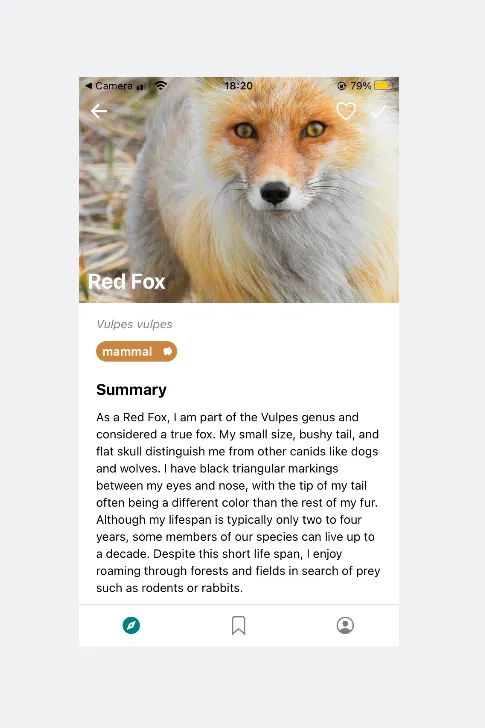 ◀ Camera 18:20 79%
Red Fox
Vulpes vulpes
mammal
Summary
As a Red Fox, I am part of the Vulpes genus and
considered a true fox. My small size, bushy tail, and
flat skull distinguish me from other canids like dogs
and wolves. I have black triangular markings
between my eyes and nose, with the tip of my tail
often being a different color than the rest of my fur.
Although my lifespan is typically only two to four
years, some members of our species can live up to
a decade. Despite this short life span, I enjoy
roaming through forests and fields in search of prey
such as rodents or rabbits.